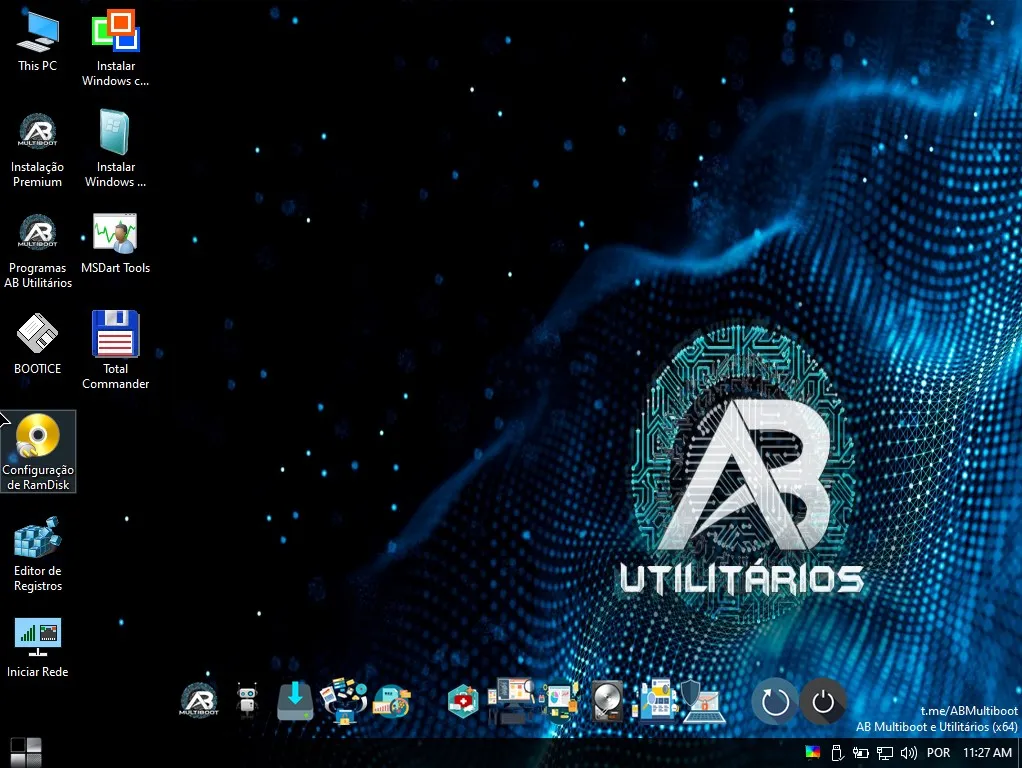 This PC
Instalar
Windows c...
AB
MULTIBOOT
Instalação
Premium
Instalar
Windows ...
AB
MULTIBOOT
Programas
AB Utilitários
MSDart Tools
BOOTICE
Total
Commander
Configuração
de RamDisk
Editor de
Registros
Iniciar Rede
AB
UTILITÁRIOS
AB
MULTIBOOT
t.me/ABMultiboot
AB Multiboot e Utilitários (x64)
POR
11:27 AM